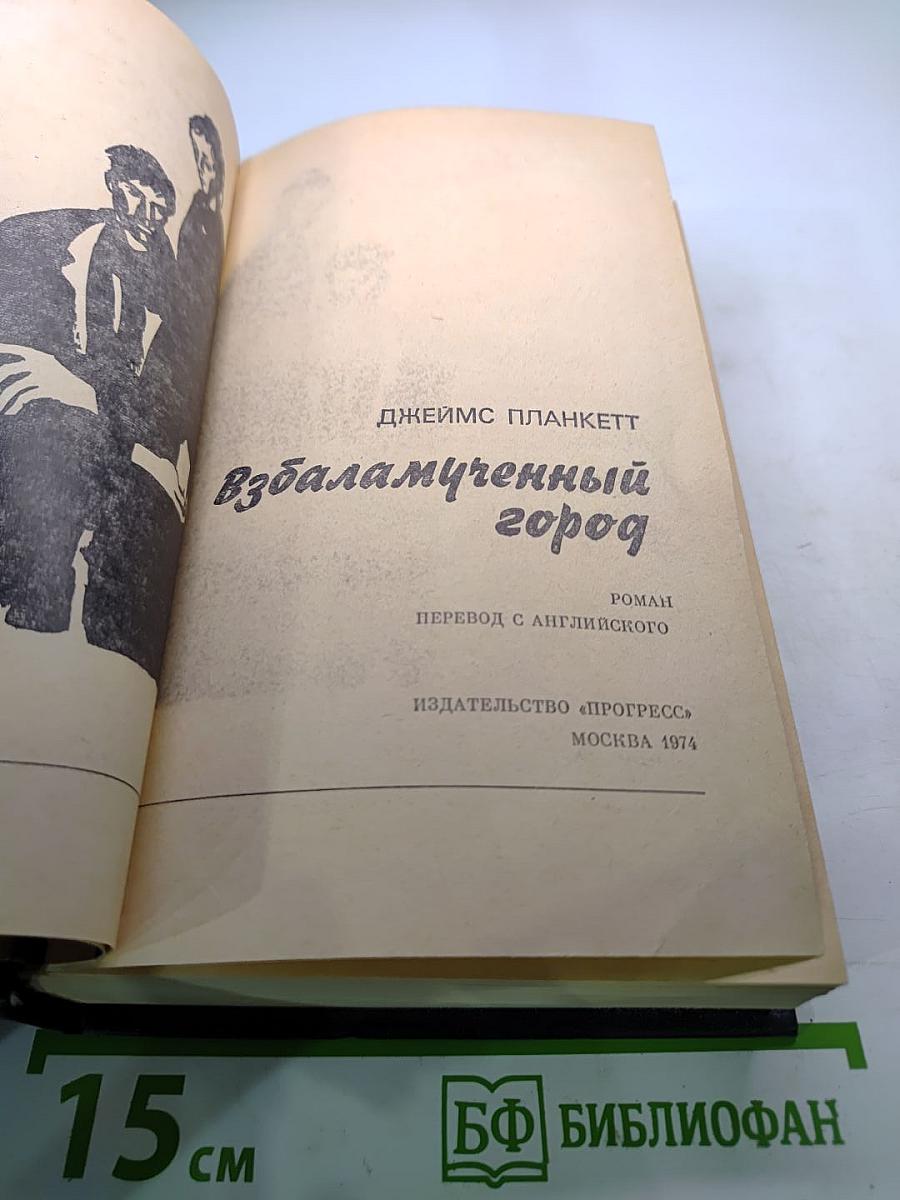 ДЖЕЙМС ПЛАНКЕТТ
Взбаламученный
город
РОМАН
ПЕРЕВОД С АНГЛИЙСКОГО
ИЗДАТЕЛЬСТВО «ПРОГРЕСС»
МОСКВА 1974
15 СМ
БФ БИБЛИОФАН